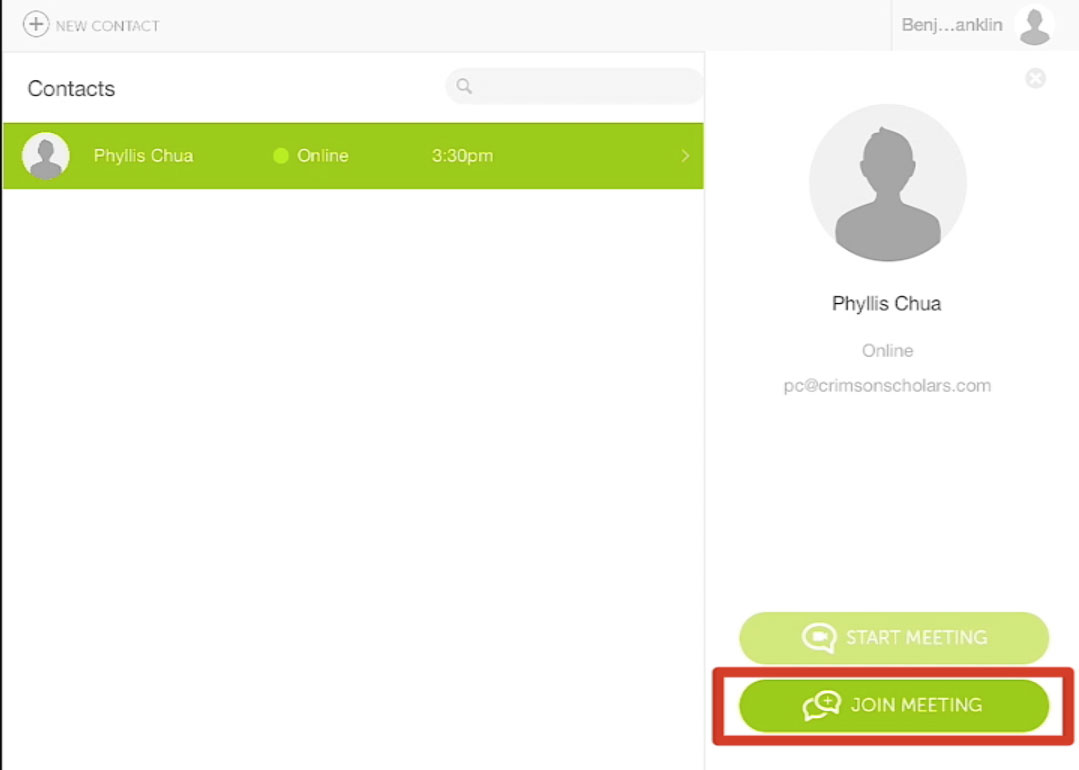 NEW CONTACT
Benj...anklin
Contacts
Phyllis Chua Online 3:30pm
Phyllis Chua
Online
pc@crimsonscholars.com
START MEETING
JOIN MEETING